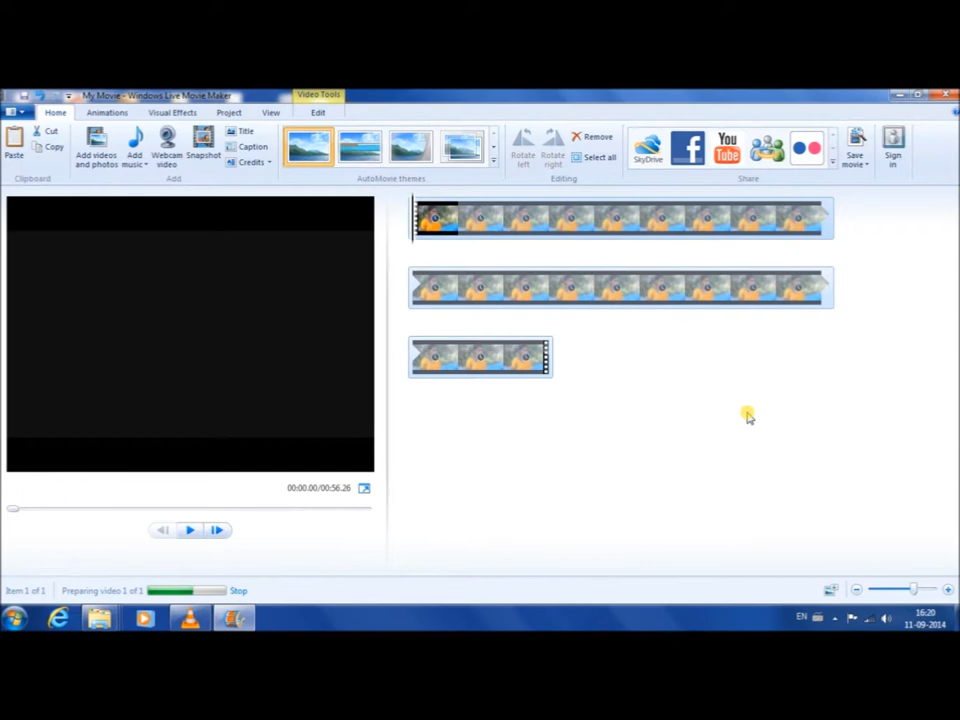 My Movie - Windows Live Movie Maker
Video Tools
Home
Animations
Visual Effects
Project
View
Edit
Paste
Cut
Copy
Clipboard
Add videos and photos
Add music
Webcam video
Snapshot
Title
Caption
Credits
Add
AutoMovie themes
Rotate left
Rotate right
Remove
Select all
Editing
SkyDrive
f
You Tube
Share
Save movie
Sign in
00:00.00/00:56.26
Item 1 of 1
Preparing video 1 of 1
Stop
EN
16:20
11-09-2014